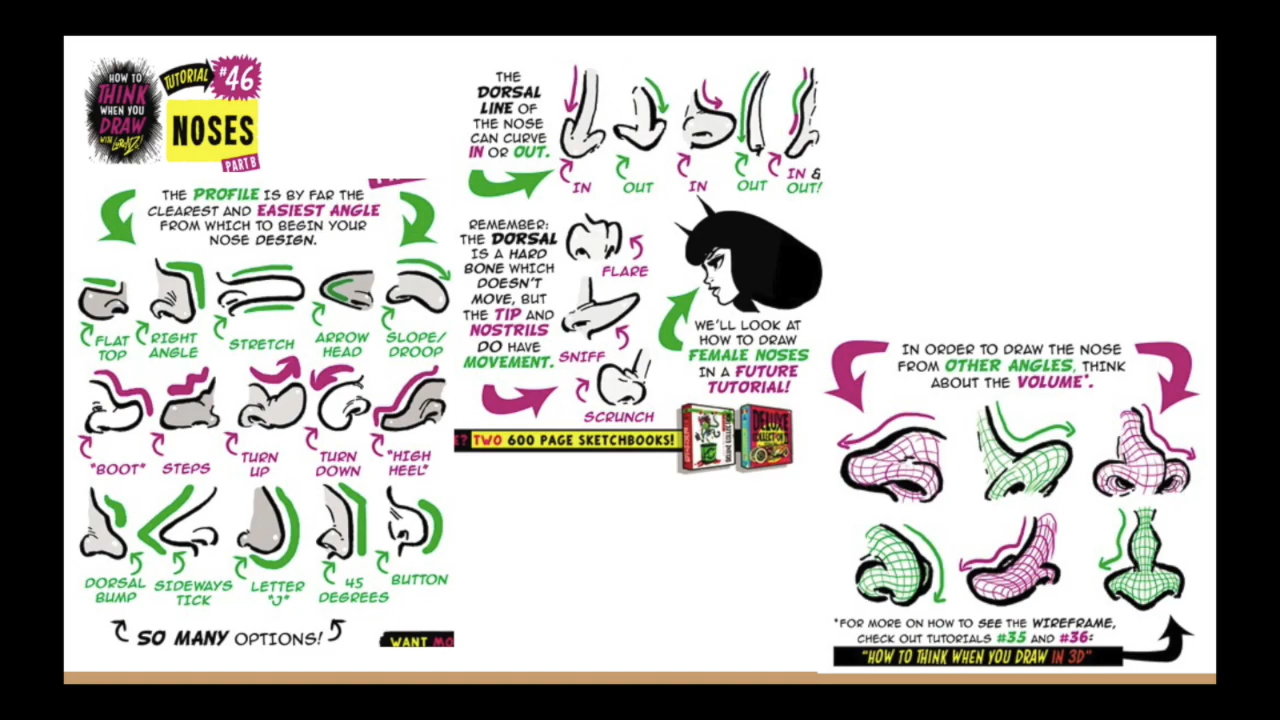 HOW TO
THINK
WHEN YOU
DRAW
TUTORIAL #46
NOSES
PART B
THE PROFILE IS BY FAR THE
CLEAREST AND EASIEST ANGLE
FROM WHICH TO BEGIN YOUR
NOSE DESIGN.
FLAT
TOP
RIGHT
ANGLE
STRETCH
ARROW
HEAD
SLOPE/
DROOP
"BOOT"
STEPS
TURN
UP
TURN
DOWN
"HIGH
HEEL"
DORSAL
BUMP
SIDEWAYS
TICK
LETTER
"J"
45
DEGREES
BUTTON
SO MANY OPTIONS!
WANT MO
THE
DORSAL
LINE OF
THE NOSE
CAN CURVE
IN OR OUT.
IN
OUT
IN
OUT
IN &
OUT!
REMEMBER:
THE DORSAL
IS A HARD
BONE WHICH
DOESN'T
MOVE, BUT
THE TIP AND
NOSTRILS
DO HAVE
MOVEMENT.
FLARE
SNIFF
SCRUNCH
WE'LL LOOK AT
HOW TO DRAW
FEMALE NOSES
IN A FUTURE
TUTORIAL!
E? TWO 600 PAGE SKETCHBOOKS!
DELUXE
IN ORDER TO DRAW THE NOSE
FROM OTHER ANGLES, THINK
ABOUT THE VOLUME*.
*FOR MORE ON HOW TO SEE THE WIREFRAME,
CHECK OUT TUTORIALS #35 AND #36:
"HOW TO THINK WHEN YOU DRAW IN 3D"